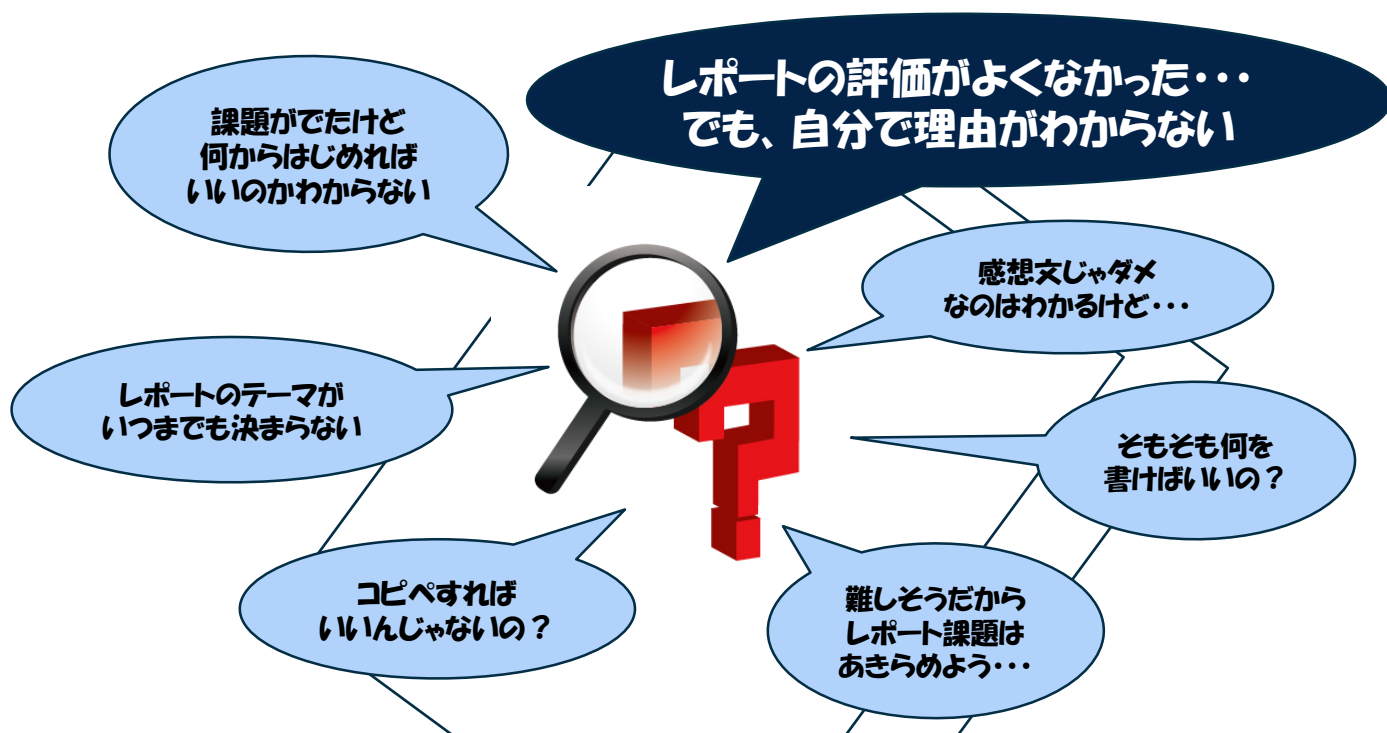 レポートの評価がよくなかった・・・
でも、自分で理由がわからない
課題がでたけど
何からはじめれば
いいのかわからない
感想文じゃダメ
なのはわかるけど・・・
レポートのテーマが
いつまでも決まらない
そもそも何を
書けばいいの？
コピペすれば
いいんじゃないの？
難しそうだから
レポート課題は
あきらめよう・・・